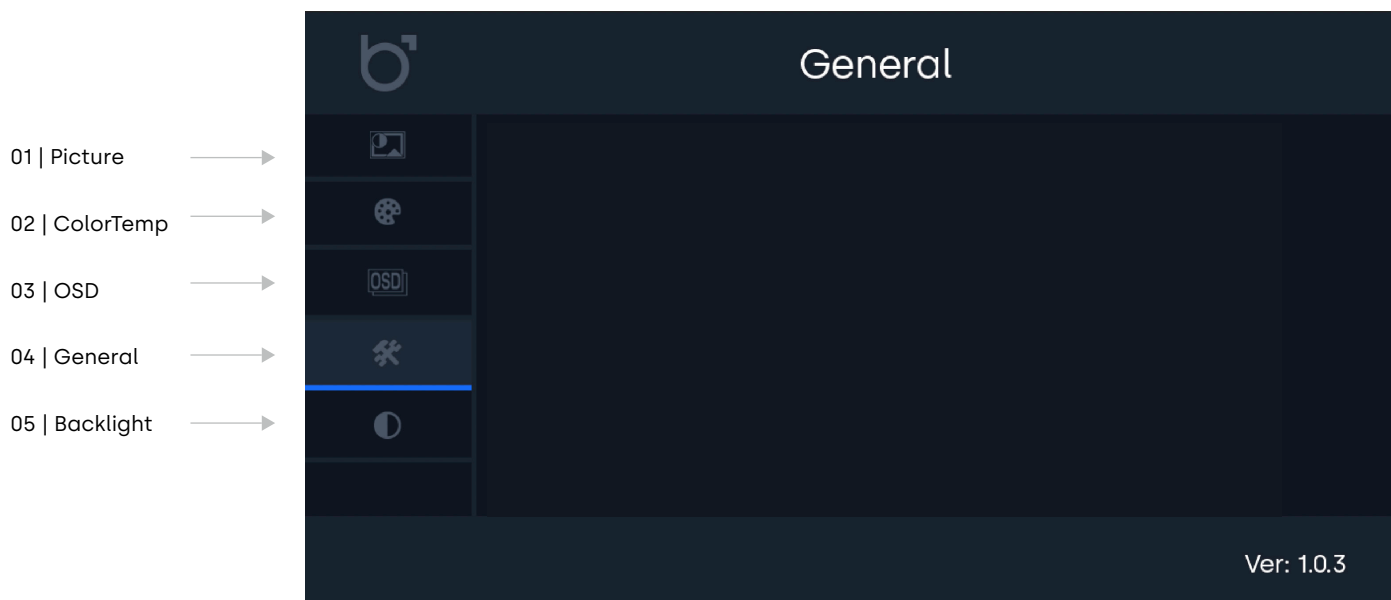 General
01 | Picture
02 | ColorTemp
03 | OSD
OSD
04 | General
05 | Backlight
Ver: 1.0.3